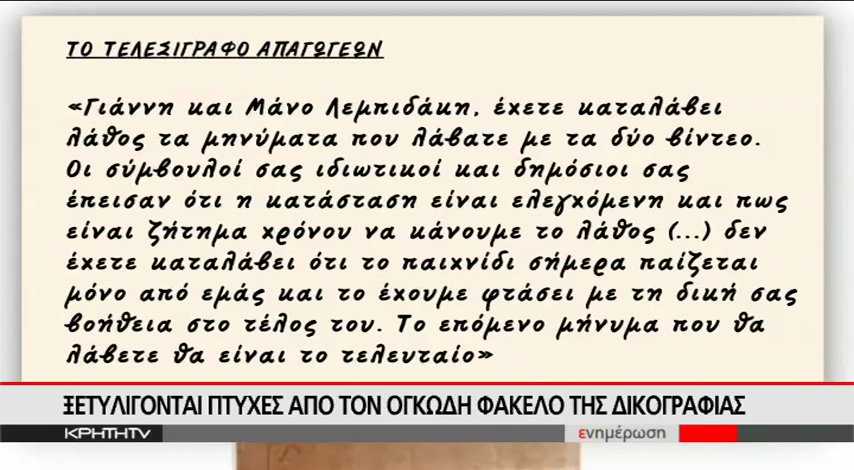 ΤΟ ΤΕΛΕΣΙΓΡΑΦΟ ΑΠΑΓΩΓΕΩΝ
«Γιάννη και Μάνο Λεμπιδάκη, έχετε καταλάβει
λάθος τα μηνύματα που λάβατε με τα δύο βίντεο.
Οι σύμβουλοί σας ιδιωτικοί και δημόσιοι σας
έπεισαν ότι η κατάσταση είναι ελεγχόμενη και πως
είναι ζήτημα χρόνου να κάνουμε το λάθος (...) δεν
έχετε καταλάβει ότι το παιχνίδι σήμερα παίζεται
μόνο από εμάς και το έχουμε φτάσει με τη δική σας
βοήθεια στο τέλος του. Το επόμενο μήνυμα που θα
λάβετε θα είναι το τελευταίο»
ΞΕΤΥΛΙΓΟΝΤΑΙ ΠΤΥΧΕΣ ΑΠΟ ΤΟΝ ΟΓΚΩΔΗ ΦΑΚΕΛΟ ΤΗΣ ΔΙΚΟΓΡΑΦΙΑΣ
ΚΡΗΤΗTV ενημέρωση